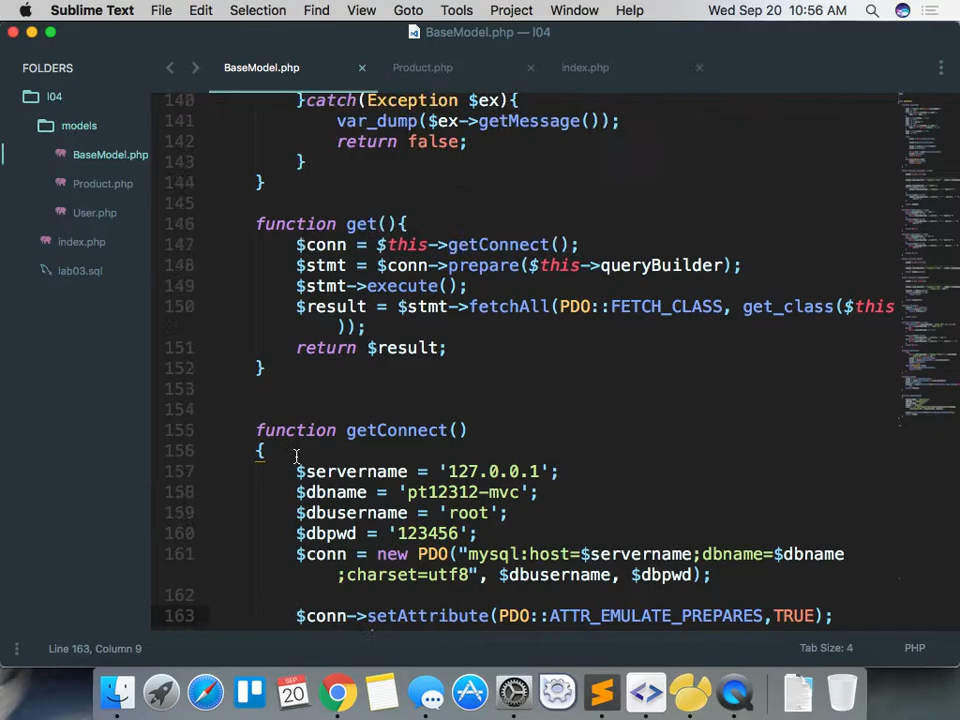 Sublime Text File Edit Selection Find View Goto Tools Project Window Help Wed Sep 20 10:56 AM
BaseModel.php — l04
FOLDERS
l04
models
BaseModel.php
Product.php
User.php
index.php
lab03.sql
BaseModel.php × Product.php × index.php ×
140 }catch(Exception $ex){
141 var_dump($ex->getMessage());
142 return false;
143 }
144 }
145
146 function get(){
147 $conn = $this->getConnect();
148 $stmt = $conn->prepare($this->queryBuilder);
149 $stmt->execute();
150 $result = $stmt->fetchAll(PDO::FETCH_CLASS, get_class($this
));
151 return $result;
152 }
153
154
155 function getConnect()
156 {
157 $servername = '127.0.0.1';
158 $dbname = 'pt12312-mvc';
159 $dbusername = 'root';
160 $dbpwd = '123456';
161 $conn = new PDO("mysql:host=$servername;dbname=$dbname
;charset=utf8", $dbusername, $dbpwd);
162
163 $conn->setAttribute(PDO::ATTR_EMULATE_PREPARES,TRUE);
Line 163, Column 9 Tab Size: 4 PHP
SEP
20